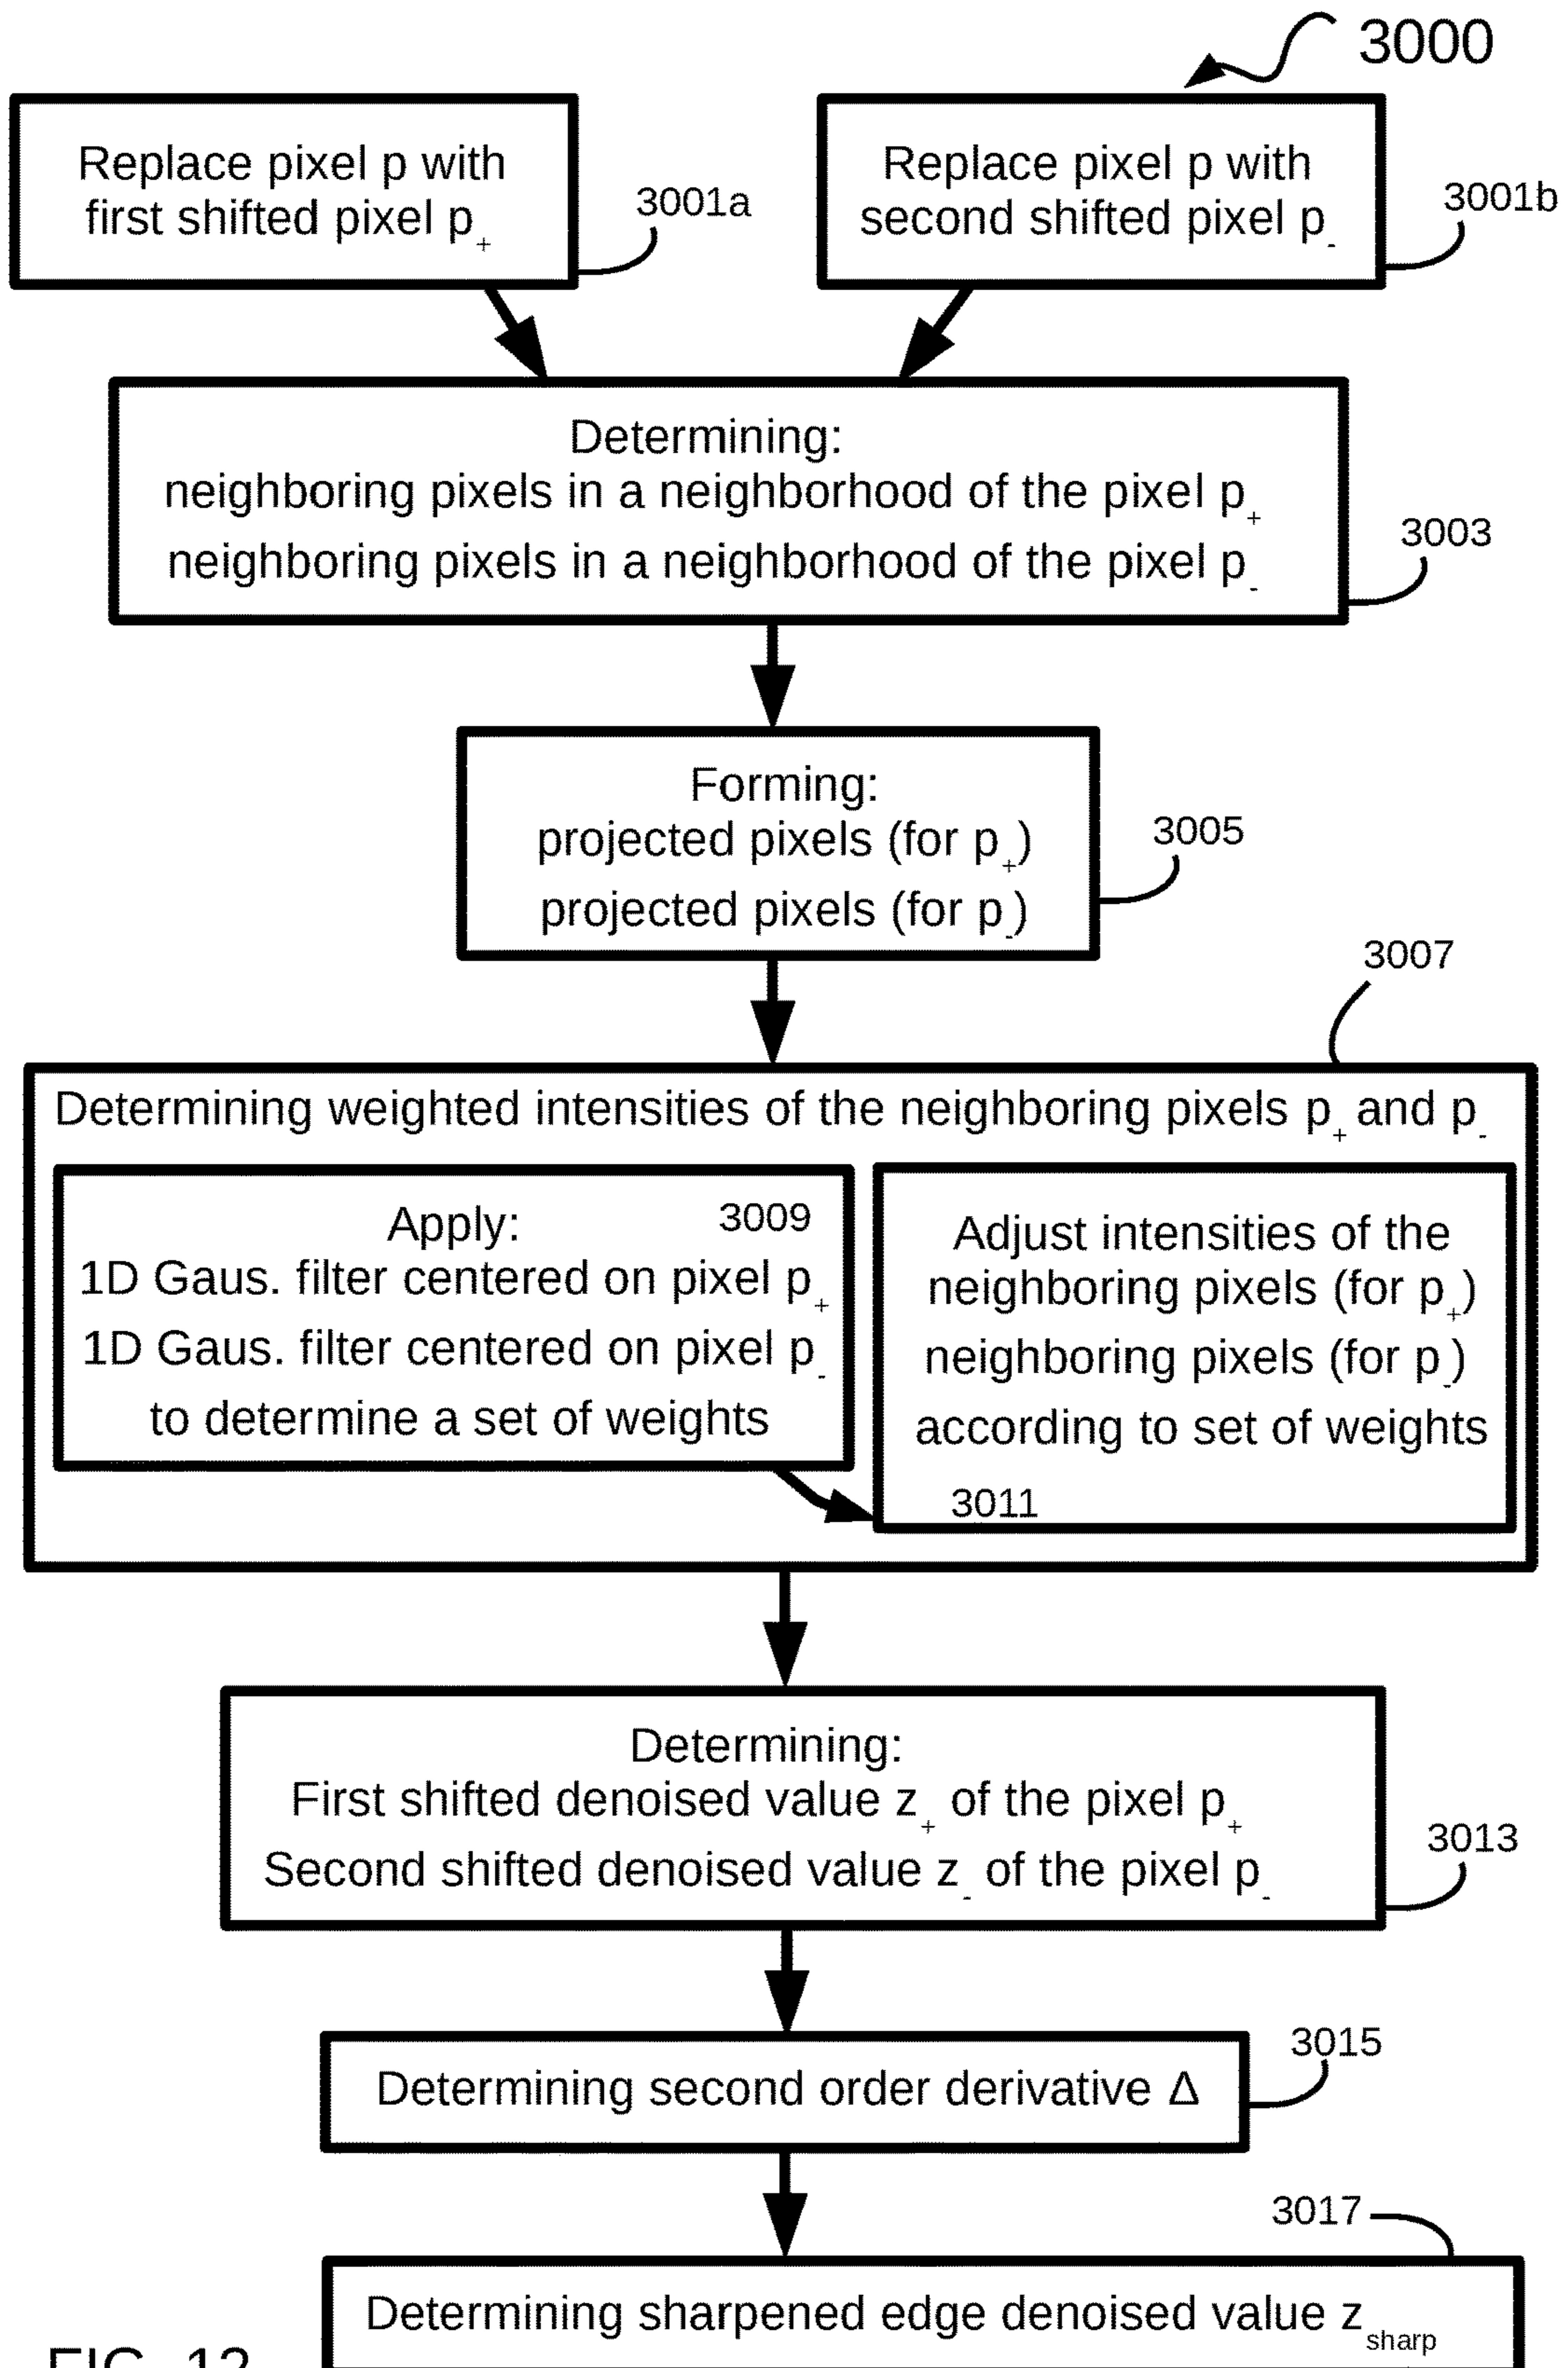 3000
Replace pixel p with
first shifted pixel p+
3001a
Replace pixel p with
second shifted pixel p-
3001b
Determining:
neighboring pixels in a neighborhood of the pixel p+
neighboring pixels in a neighborhood of the pixel p-
3003
Forming:
projected pixels (for p+)
projected pixels (for p-)
3005
3007
Determining weighted intensities of the neighboring pixels p+ and p-
Apply:
3009
1D Gaus. filter centered on pixel p+
1D Gaus. filter centered on pixel p-
to determine a set of weights
Adjust intensities of the
neighboring pixels (for p+)
neighboring pixels (for p-)
according to set of weights
3011
Determining:
First shifted denoised value z+ of the pixel p+
Second shifted denoised value z- of the pixel p-
3013
Determining second order derivative Δ
3015
3017
Determining sharpened edge denoised value zsharp
FIG. 12